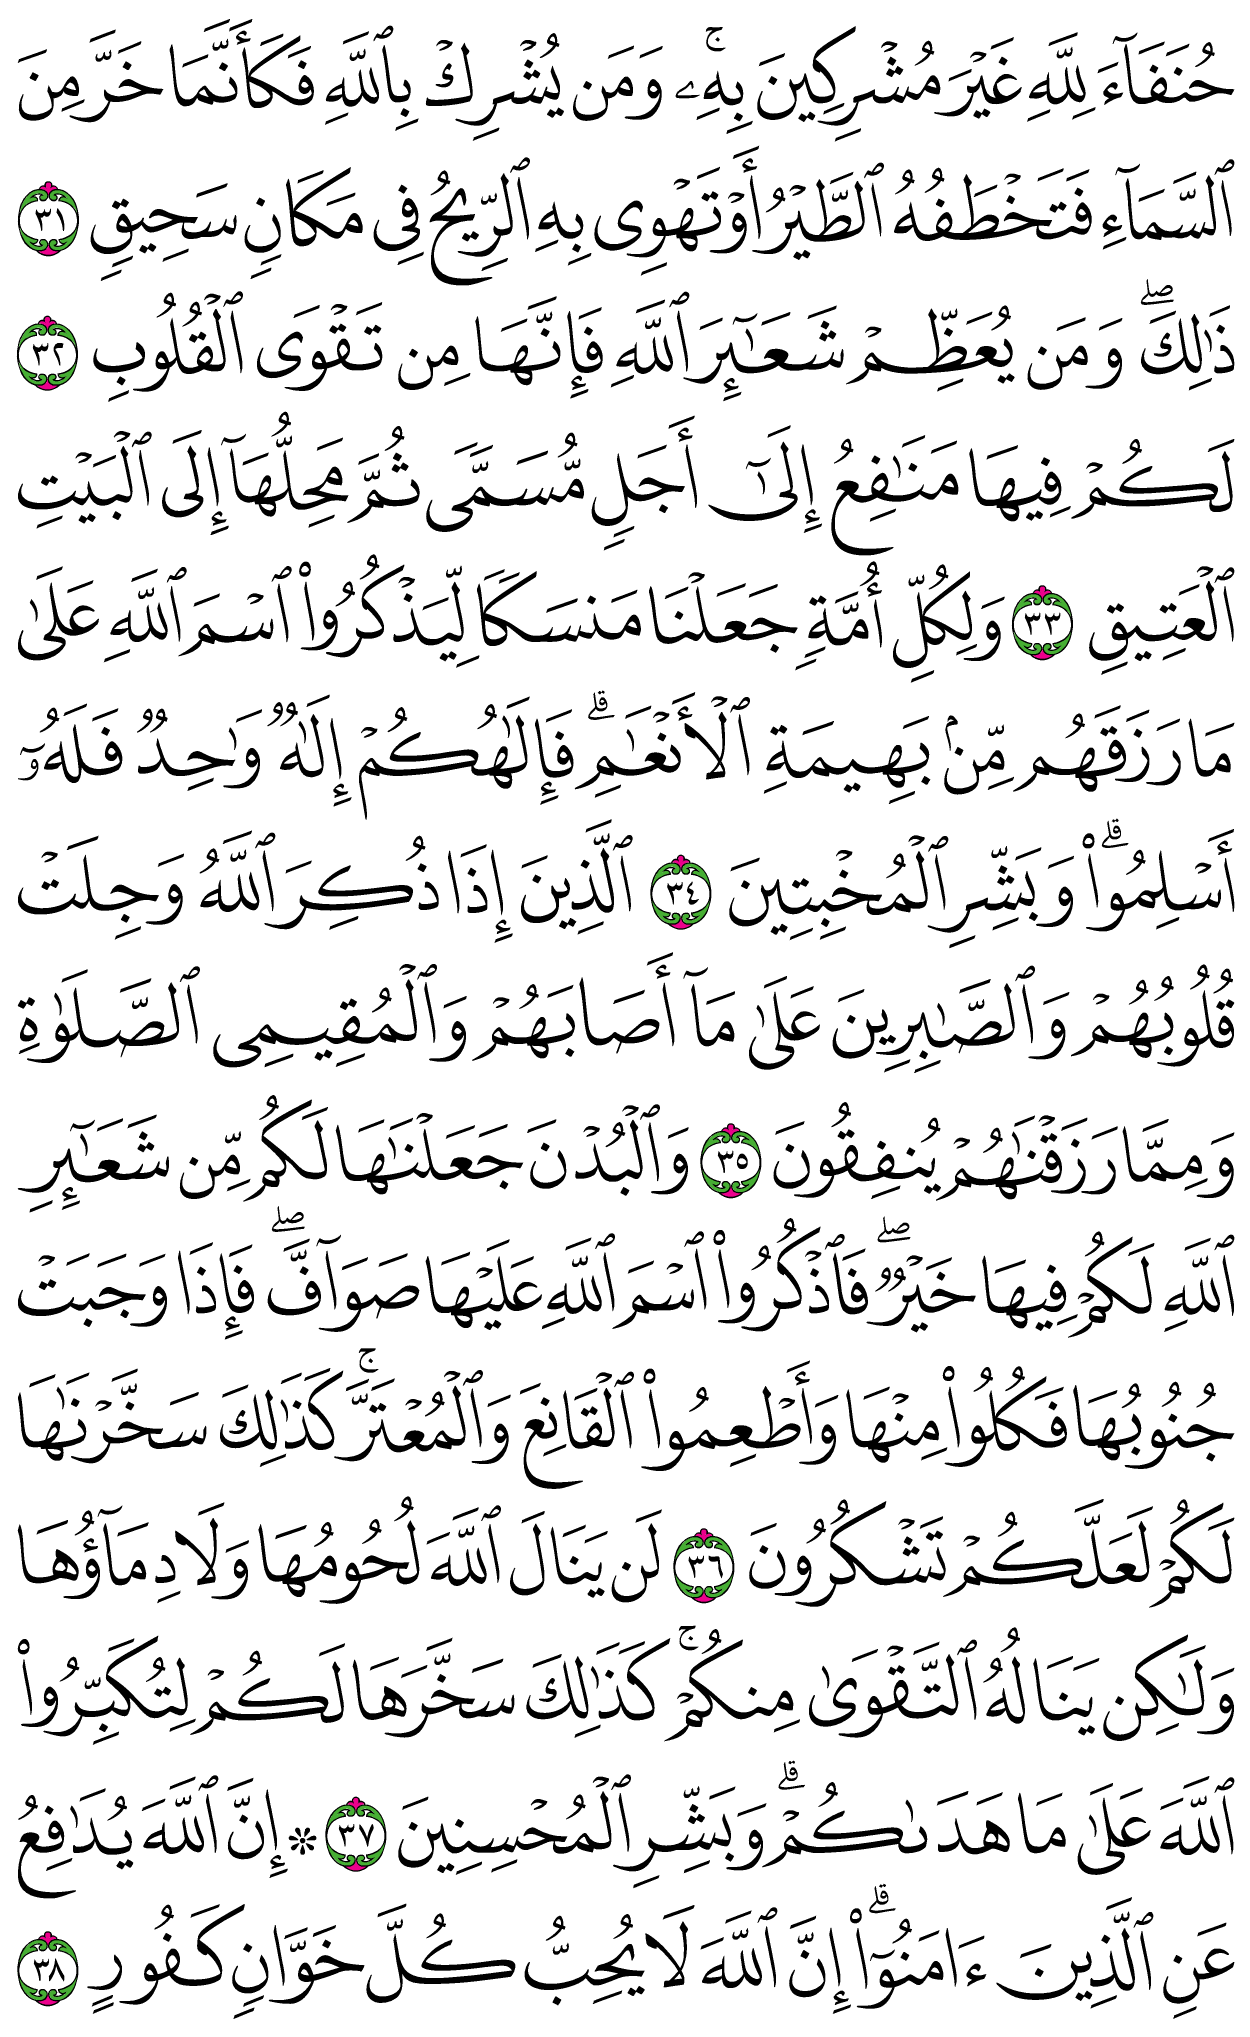 حُنَفَآءَ لِلَّهِ غَيْرَ مُشْرِكِينَ بِهِۦۚ وَمَن يُشْرِكْ بِٱللَّهِ فَكَأَنَّمَا خَرَّ مِنَ
ٱلسَّمَآءِ فَتَخْطَفُهُ ٱلطَّيْرُ أَوْ تَهْوِى بِهِ ٱلرِّيحُ فِى مَكَانٍ سَحِيقٍ ٣١
ذَٰلِكَۖ وَمَن يُعَظِّمْ شَعَـٰٓئِرَ ٱللَّهِ فَإِنَّهَا مِن تَقْوَى ٱلْقُلُوبِ ٣٢
لَكُمْ فِيهَا مَنَـٰفِعُ إِلَىٰٓ أَجَلٍ مُّسَمًّى ثُمَّ مَحِلُّهَآ إِلَى ٱلْبَيْتِ
ٱلْعَتِيقِ ٣٣ وَلِكُلِّ أُمَّةٍ جَعَلْنَا مَنسَكًا لِّيَذْكُرُوا۟ ٱسْمَ ٱللَّهِ عَلَىٰ
مَا رَزَقَهُم مِّنۢ بَهِيمَةِ ٱلْأَنْعَـٰمِۗ فَإِلَـٰهُكُمْ إِلَـٰهٌ وَٰحِدٌ فَلَهُۥٓ
أَسْلِمُوا۟ۗ وَبَشِّرِ ٱلْمُخْبِتِينَ ٣٤ ٱلَّذِينَ إِذَا ذُكِرَ ٱللَّهُ وَجِلَتْ
قُلُوبُهُمْ وَٱلصَّـٰبِرِينَ عَلَىٰ مَآ أَصَابَهُمْ وَٱلْمُقِيمِى ٱلصَّلَوٰةِ
وَمِمَّا رَزَقْنَـٰهُمْ يُنفِقُونَ ٣٥ وَٱلْبُدْنَ جَعَلْنَـٰهَا لَكُم مِّن شَعَـٰٓئِرِ
ٱللَّهِ لَكُمْ فِيهَا خَيْرٌۖ فَٱذْكُرُوا۟ ٱسْمَ ٱللَّهِ عَلَيْهَا صَوَآفَّۖ فَإِذَا وَجَبَتْ
جُنُوبُهَا فَكُلُوا۟ مِنْهَا وَأَطْعِمُوا۟ ٱلْقَانِعَ وَٱلْمُعْتَرَّۚ كَذَٰلِكَ سَخَّرْنَـٰهَا
لَكُمْ لَعَلَّكُمْ تَشْكُرُونَ ٣٦ لَن يَنَالَ ٱللَّهَ لُحُومُهَا وَلَا دِمَآؤُهَا
وَلَـٰكِن يَنَالُهُ ٱلتَّقْوَىٰ مِنكُمْۚ كَذَٰلِكَ سَخَّرَهَا لَكُمْ لِتُكَبِّرُوا۟
ٱللَّهَ عَلَىٰ مَا هَدَىٰكُمْۗ وَبَشِّرِ ٱلْمُحْسِنِينَ ٣٧ ۞ إِنَّ ٱللَّهَ يُدَٰفِعُ
عَنِ ٱلَّذِينَ ءَامَنُوٓا۟ۗ إِنَّ ٱللَّهَ لَا يُحِبُّ كُلَّ خَوَّانٍ كَفُورٍ ٣٨